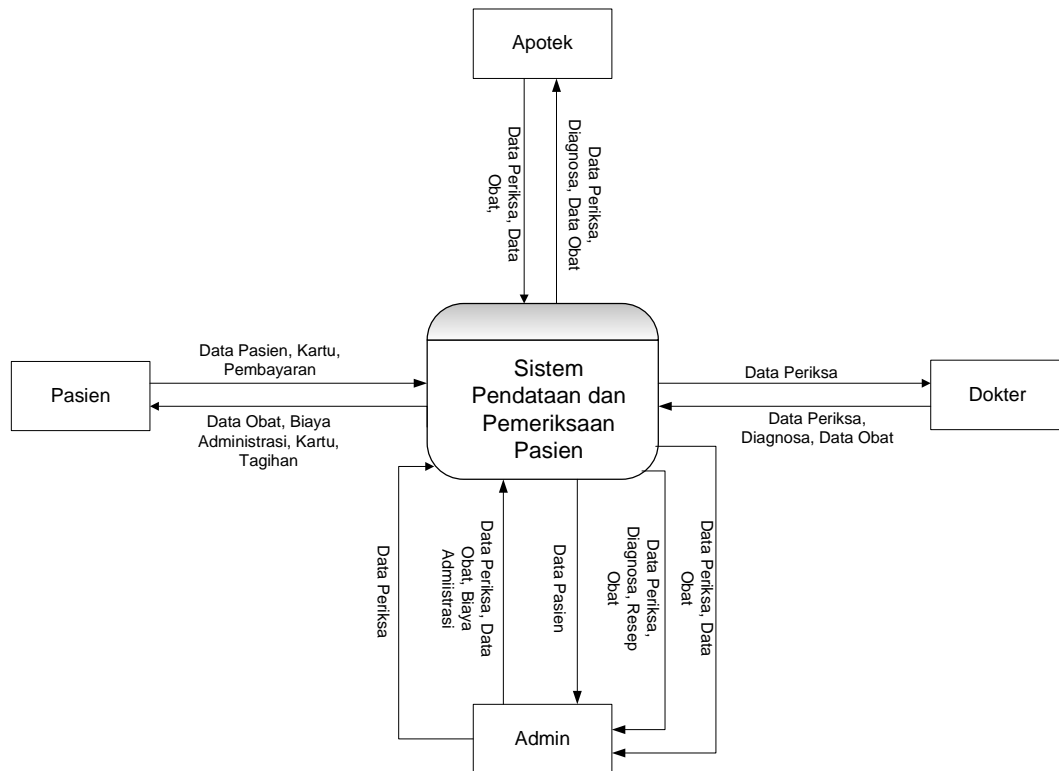 Apotek
Data Periksa, Data
Obat,
Data Periksa,
Diagnosa, Data Obat
Data Pasien, Kartu,
Pembayaran
Pasien
Data Obat, Biaya
Administrasi, Kartu,
Tagihan
Sistem
Pendataan dan
Pemeriksaan
Pasien
Data Periksa
Dokter
Data Periksa,
Diagnosa, Data Obat
Data Periksa
Data Periksa, Data
Obat, Biaya
Admiistrasi
Data Pasien
Data Periksa,
Diagnosa, Resep
Obat
Data Periksa, Data
Obat
Admin